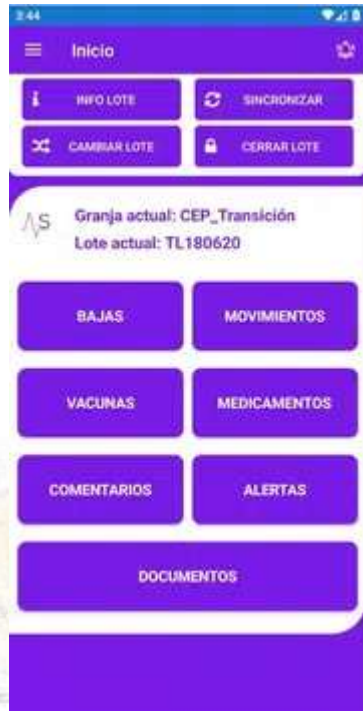 3:44
Inicio
INFO LOTE
SINCRONIZAR
CAMBIAR LOTE
CERRAR LOTE
S
Granja actual: CEP_Transición
Lote actual: TL180620
BAJAS
MOVIMIENTOS
VACUNAS
MEDICAMENTOS
COMENTARIOS
ALERTAS
DOCUMENTOS